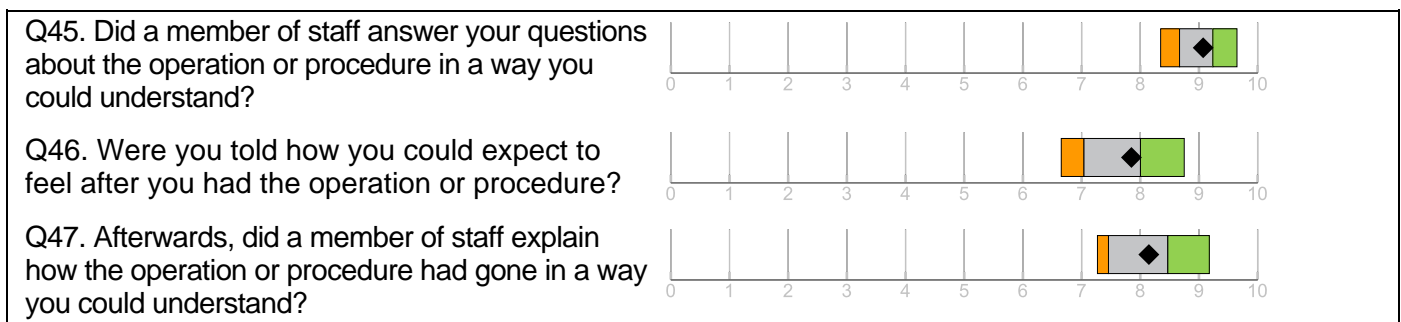 Q45. Did a member of staff answer your questions
about the operation or procedure in a way you
could understand?
0 1 2 3 4 5 6 7 8 9 10
Q46. Were you told how you could expect to
feel after you had the operation or procedure?
0 1 2 3 4 5 6 7 8 9 10
Q47. Afterwards, did a member of staff explain
how the operation or procedure had gone in a way
you could understand?
0 1 2 3 4 5 6 7 8 9 10